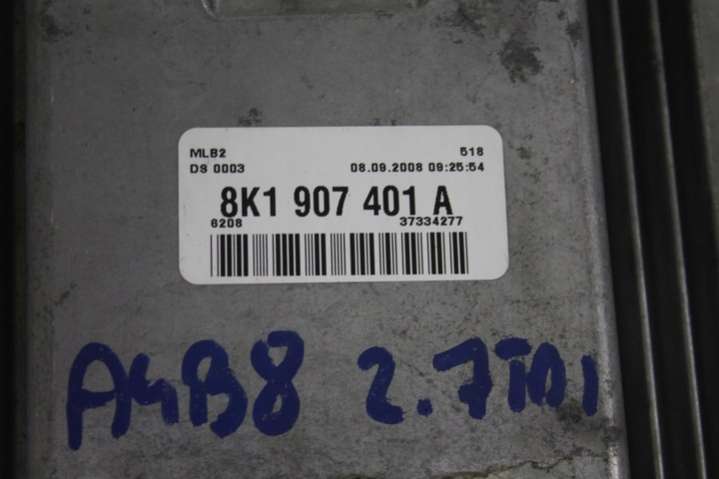 MLB2 518
DS 0003 08.09.2008 09:25:54
8K1 907 401 A
6208 37334277
A4B8 2.7TDI